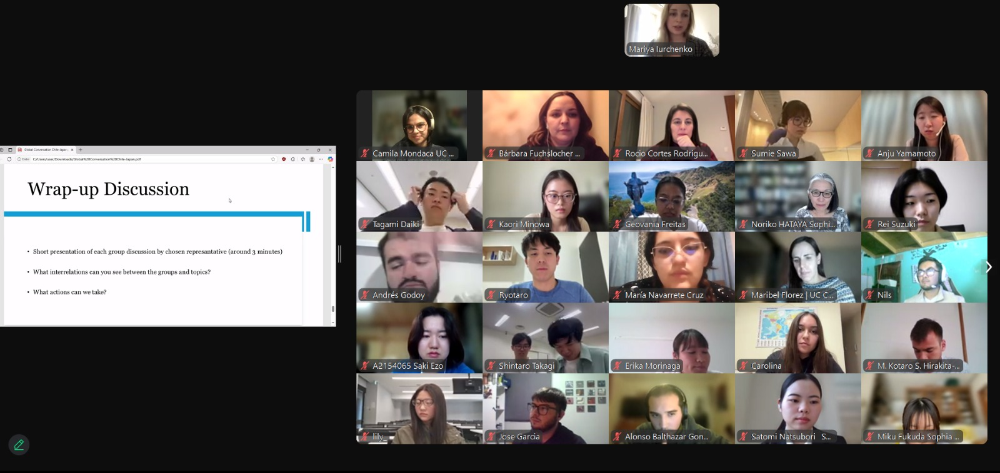 Mariya Iurchenko
Global Conversation Chile-Japan
C:/Users/user/Downloads/Global%20Conversation%20Chile-Japan.pdf
Wrap-up Discussion
• Short presentation of each group discussion by chosen represantative (around 3 minutes)
• What interrelations can you see between the groups and topics?
• What actions can we take?
Camila Mondaca UC ...
Bárbara Fuchslocher ...
Rocio Cortes Rodrigu...
Sumie Sawa
Anju Yamamoto
Tagami Daiki
Kaori Minowa
Geovania Freitas
Noriko HATAYA Sophi...
Rei Suzuki
Andrés Godoy
Ryotaro
María Navarrete Cruz
Maribel Florez | UC C...
Nils
A2154065 Saki Ezo
Shintaro Takagi
Erika Morinaga
Carolina
M. Kotaro S. Hirakita-...
lily_
Jose Garcia
Alonso Balthazar Gon...
Satomi Natsubori S...
Miku Fukuda Sophia ...